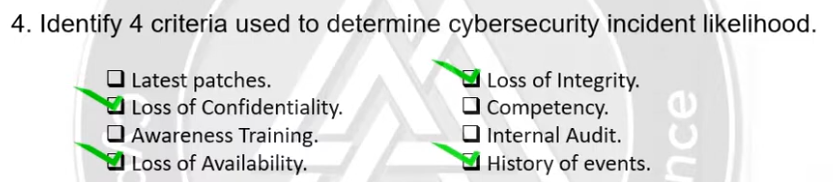 4. Identify 4 criteria used to determine cybersecurity incident likelihood.
Latest patches.
Loss of Confidentiality.
Awareness Training.
Loss of Availability.
Loss of Integrity.
Competency.
Internal Audit.
History of events.
nce